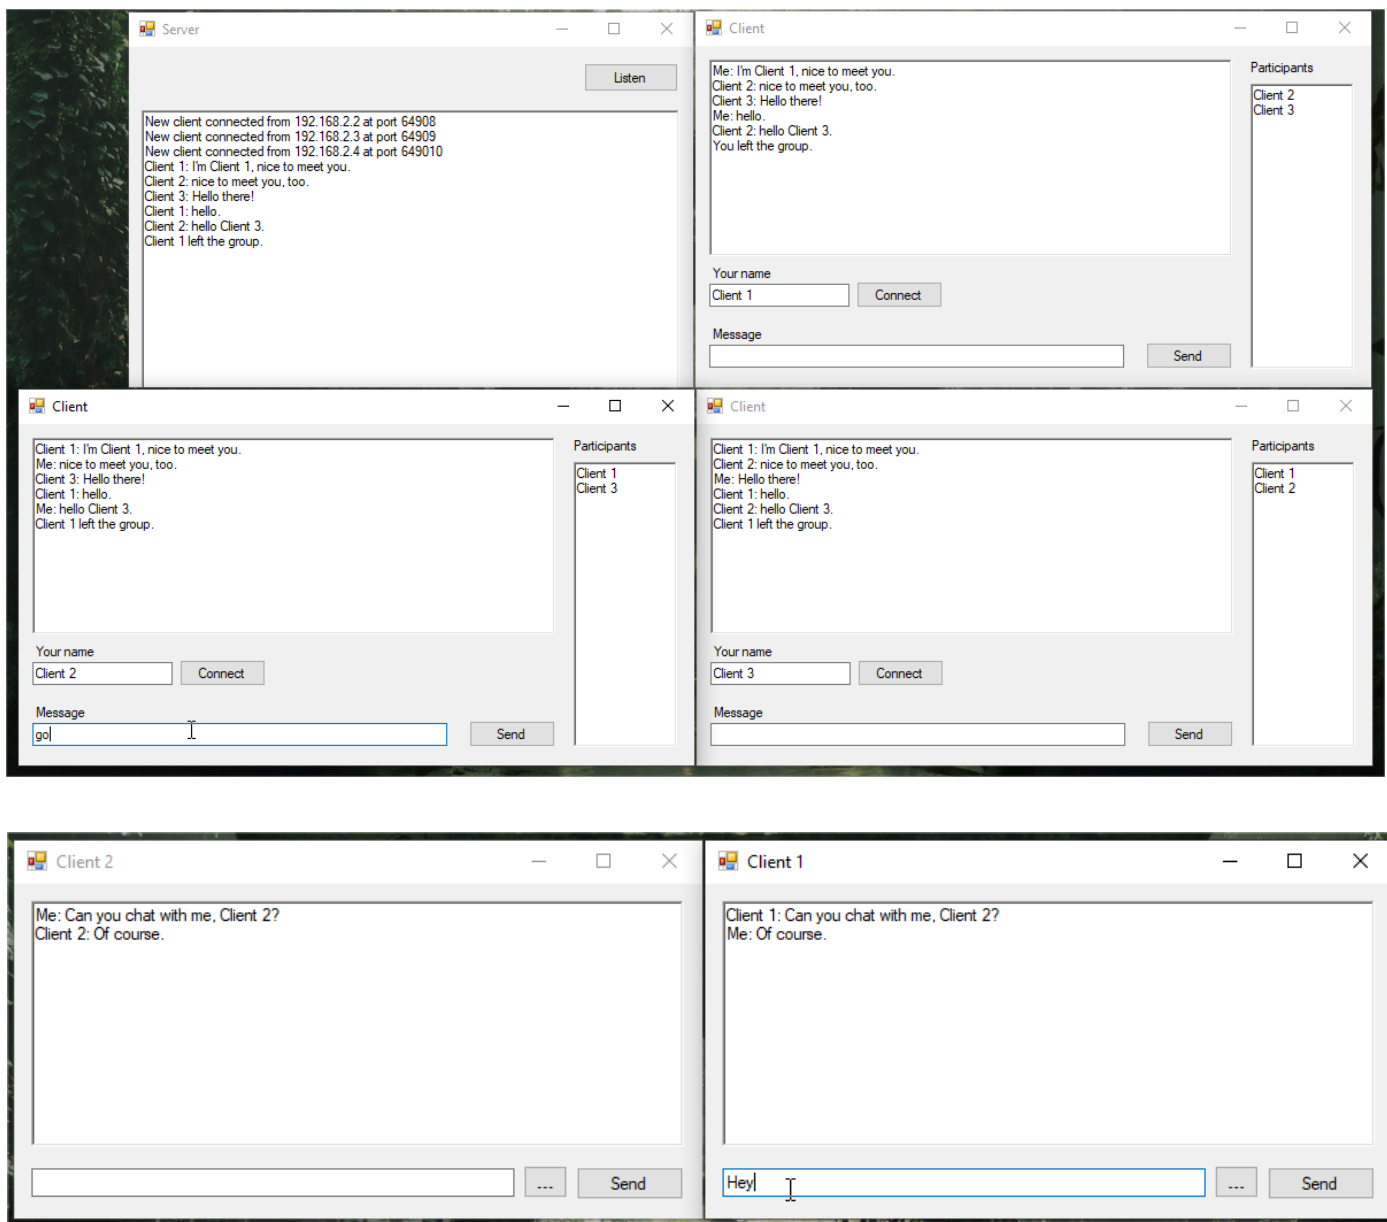 Server
Listen
New client connected from 192.168.2.2 at port 64908
New client connected from 192.168.2.3 at port 64909
New client connected from 192.168.2.4 at port 649010
Client 1: I'm Client 1, nice to meet you.
Client 2: nice to meet you, too.
Client 3: Hello there!
Client 1: hello.
Client 2: hello Client 3.
Client 1 left the group.
Client
Participants
Me: I'm Client 1, nice to meet you.
Client 2: nice to meet you, too.
Client 3: Hello there!
Me: hello.
Client 2: hello Client 3.
You left the group.
Client 2
Client 3
Your name
Client 1
Connect
Message
Send
Client
Participants
Client 1: I'm Client 1, nice to meet you.
Me: nice to meet you, too.
Client 3: Hello there!
Client 1: hello.
Me: hello Client 3.
Client 1 left the group.
Client 1
Client 3
Your name
Client 2
Connect
Message
go
Send
Client
Participants
Client 1: I'm Client 1, nice to meet you.
Client 2: nice to meet you, too.
Me: Hello there!
Client 1: hello.
Client 2: hello Client 3.
Client 1 left the group.
Client 1
Client 2
Your name
Client 3
Connect
Message
Send
Client 2
Me: Can you chat with me, Client 2?
Client 2: Of course.
...
Send
Client 1
Client 1: Can you chat with me, Client 2?
Me: Of course.
Hey
...
Send